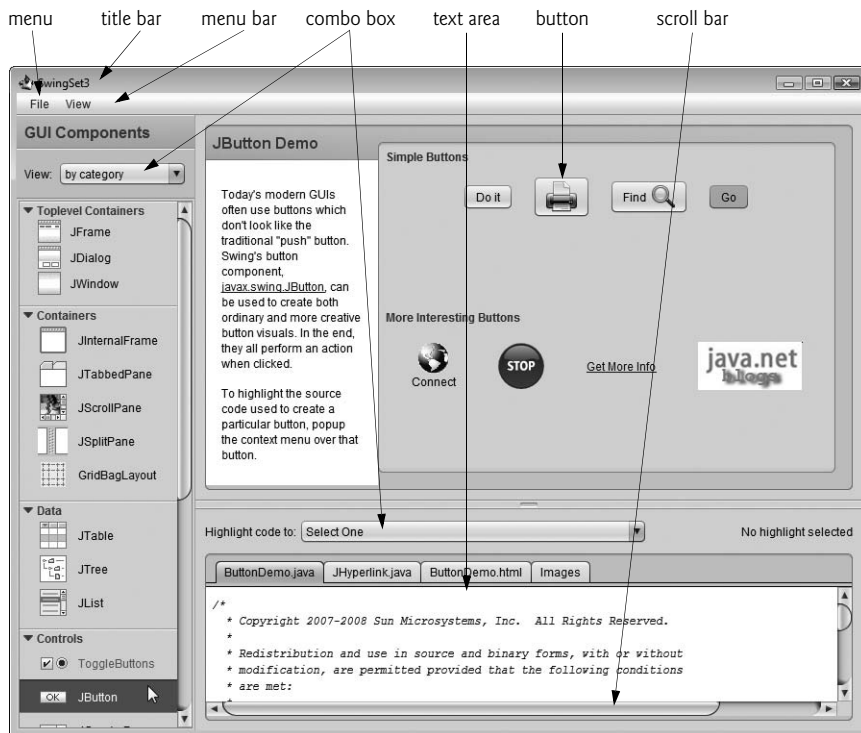 menu title bar menu bar combo box text area button scroll bar
SwingSet3
File View
GUI Components
View: by category
Toplevel Containers
JFrame
JDialog
JWindow
Containers
JInternalFrame
JTabbedPane
JScrollPane
JSplitPane
GridBagLayout
Data
JTable
JTree
JList
Controls
ToggleButtons
OK JButton
JButton Demo
Today's modern GUIs
often use buttons which
don't look like the
traditional "push" button.
Swing's button
component,
javax.swing.JButton, can
be used to create both
ordinary and more creative
button visuals. In the end,
they all perform an action
when clicked.
To highlight the source
code used to create a
particular button, popup
the context menu over that
button.
Simple Buttons
Do it Find Go
More Interesting Buttons
Connect
STOP
Get More Info
java.net
blogs
Highlight code to: Select One No highlight selected
ButtonDemo.java JHyperlink.java ButtonDemo.html Images
/*
* Copyright 2007-2008 Sun Microsystems, Inc. All Rights Reserved.
*
* Redistribution and use in source and binary forms, with or without
* modification, are permitted provided that the following conditions
* are met:
*